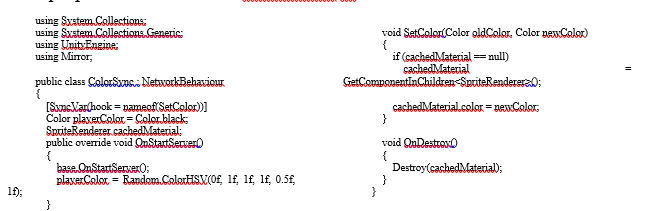 using System.Collections;
using System.Collections.Generic;
using UnityEngine;
using Mirror;
public class ColorSync : NetworkBehaviour
{
[SyncVar(hook = nameof(SetColor))]
Color playerColor = Color.black;
SpriteRenderer cachedMaterial;
public override void OnStartServer()
{
base.OnStartServer();
playerColor = Random.ColorHSV(0f, 1f, 1f, 1f, 0.5f,
1f);
}
void SetColor(Color oldColor, Color newColor)
{
if (cachedMaterial == null)
cachedMaterial =
GetComponentInChildren<SpriteRenderer>();
cachedMaterial.color = newColor;
}
void OnDestroy()
{
Destroy(cachedMaterial);
}
}